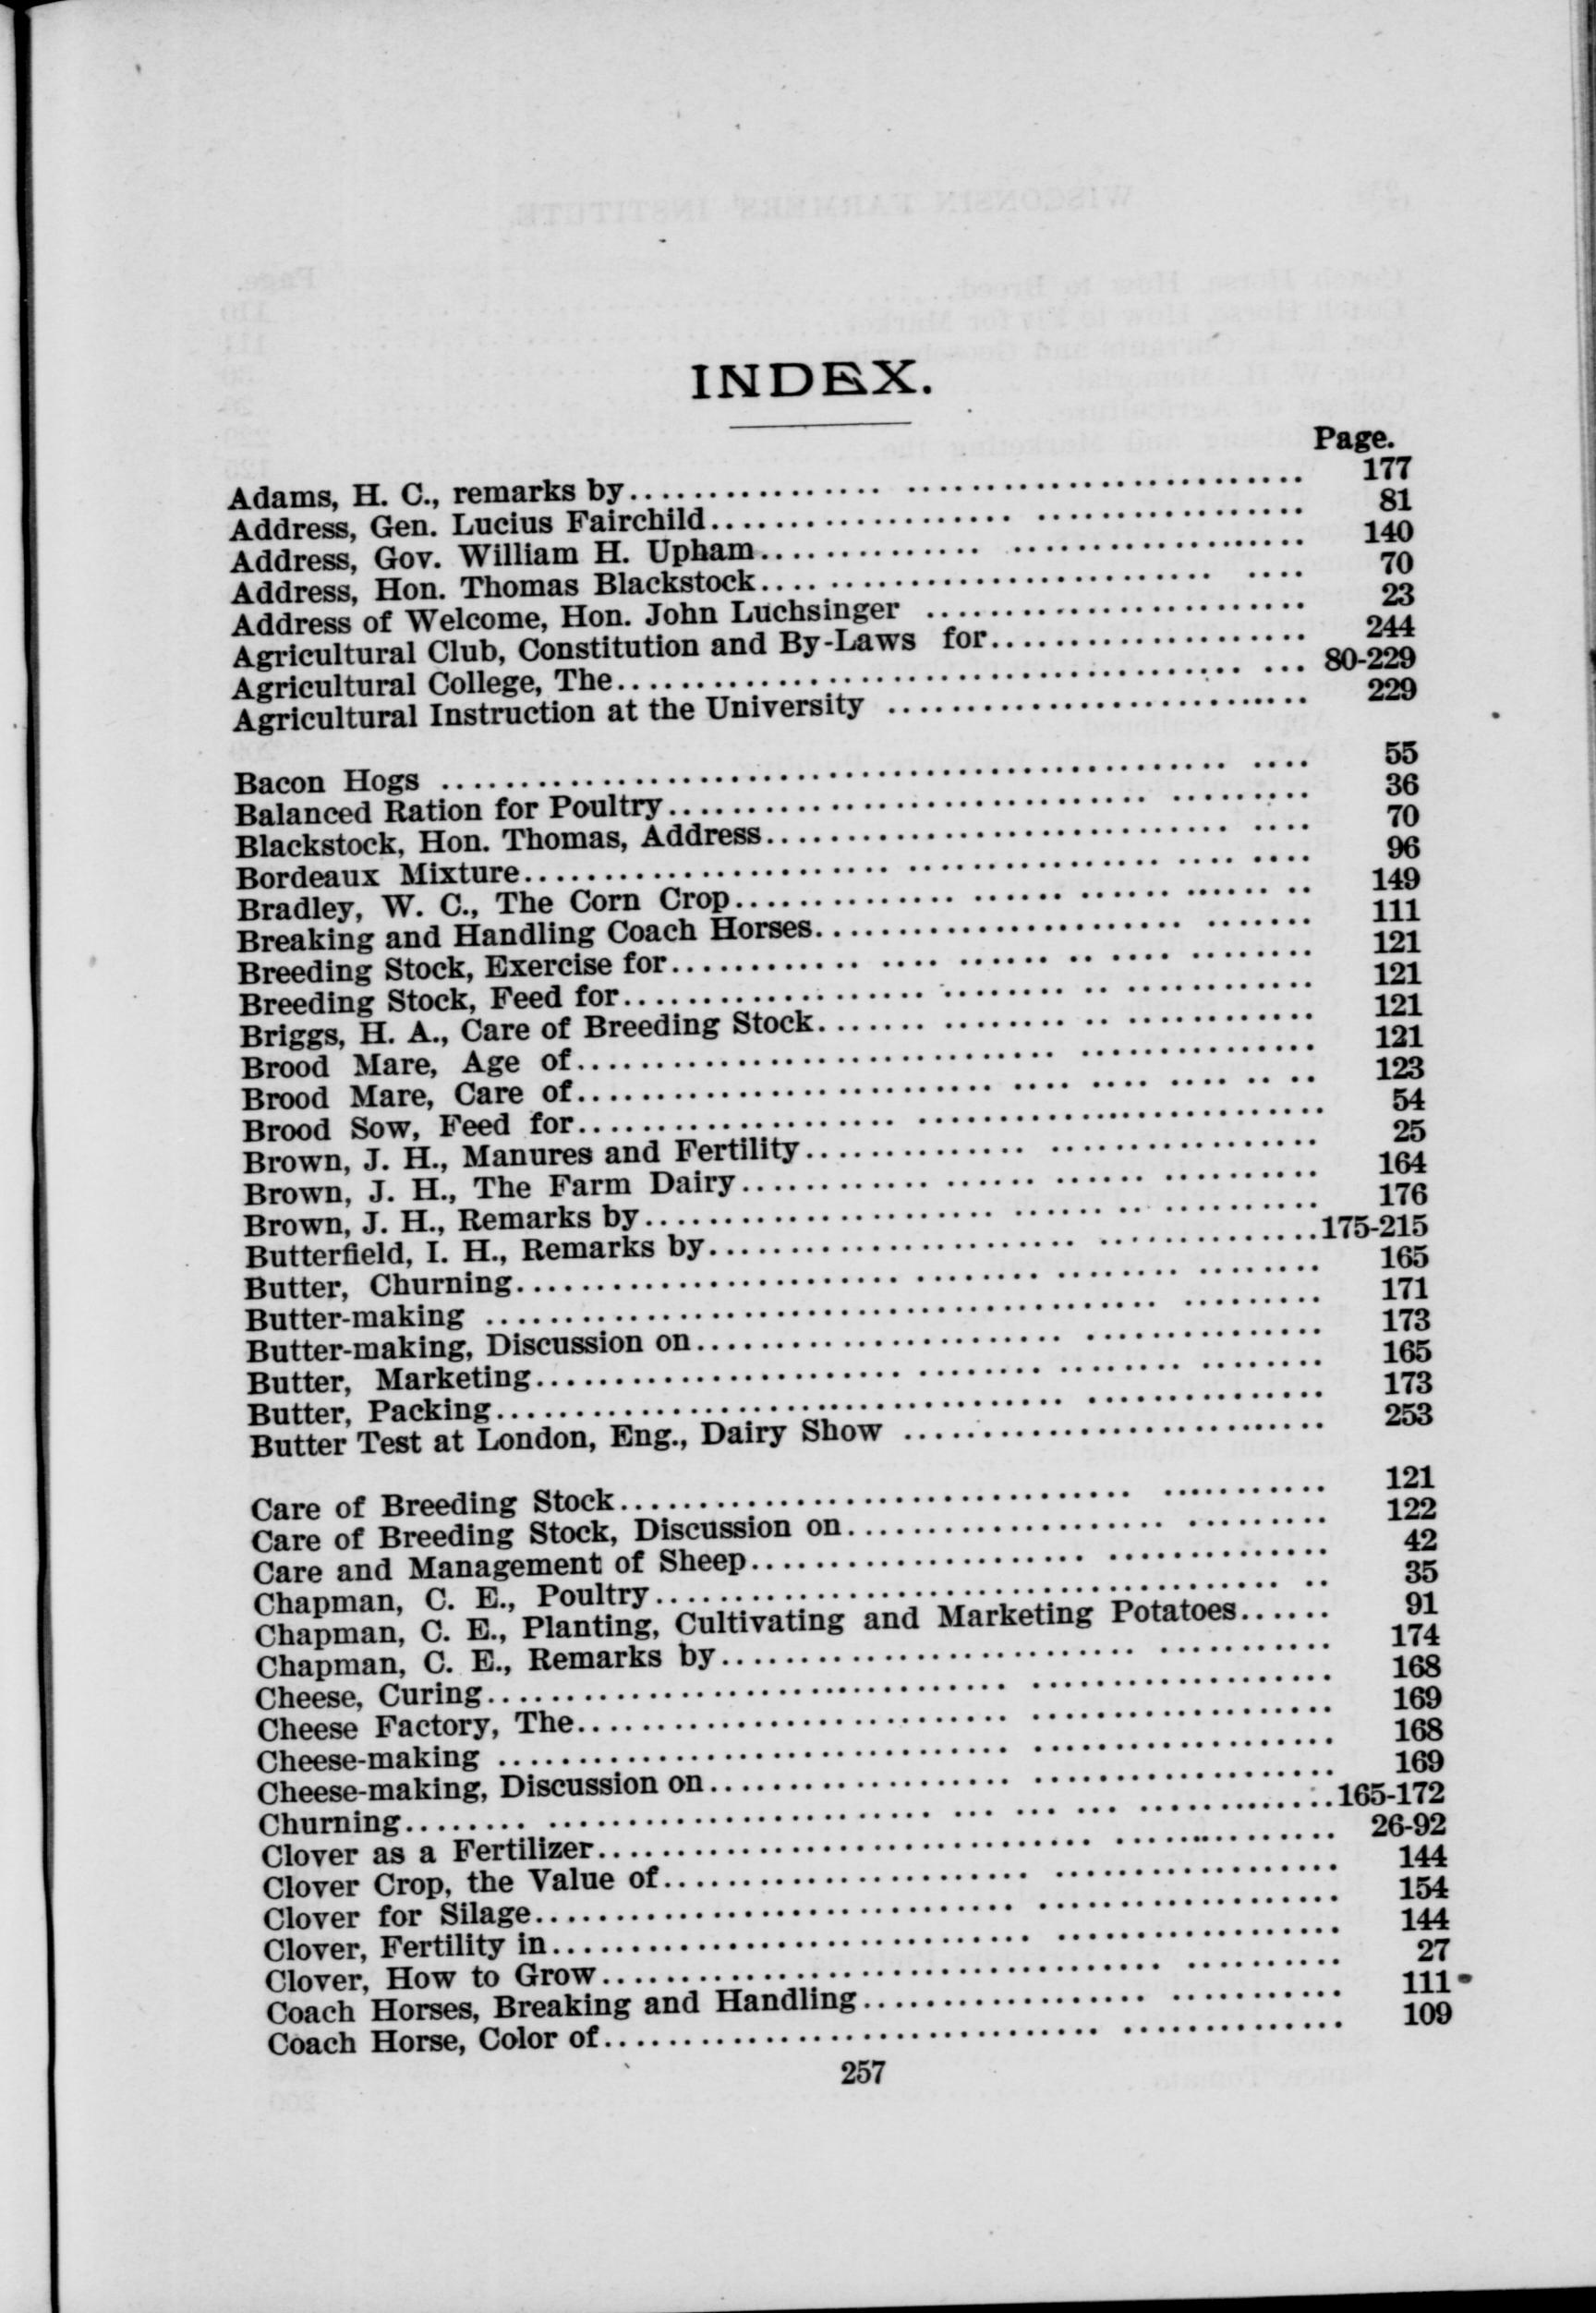 INDEX.
Page.
Adams, H. C., remarks by........................................ 177
Address, Gen. Lucius Fairchild........................................ 81
Address, Gov. William H. Upham........................................ 140
Address, Hon. Thomas Blackstock........................................ 70
Address of Welcome, Hon. John Luchsinger ........................ 23
Agricultural Club, Constitution and By-Laws for.................... 244
Agricultural College, The........................................ 80-229
Agricultural Instruction at the University ........................... 229
Bacon Hogs ........................................ 55
Balanced Ration for Poultry........................................ 36
Blackstock, Hon. Thomas, Address........................................ 70
Bordeaux Mixture........................................ 96
Bradley, W. C., The Corn Crop........................................ 149
Breaking and Handling Coach Horses.............................. 111
Breeding Stock, Exercise for........................................ 121
Breeding Stock, Feed for........................................ 121
Briggs, H. A., Care of Breeding Stock.............................. 121
Brood Mare, Age of........................................ 121
Brood Mare, Care of........................................ 123
Brood Sow, Feed for........................................ 54
Brown, J. H., Manures and Fertility.............................. 25
Brown, J. H., The Farm Dairy........................................ 164
Brown, J. H., Remarks by........................................ 176
Butterfield, I. H., Remarks by........................................175-215
Butter, Churning........................................ 165
Butter-making ........................................ 171
Butter-making, Discussion on........................................ 173
Butter, Marketing........................................ 165
Butter, Packing........................................ 173
Butter Test at London, Eng., Dairy Show ........................... 253
Care of Breeding Stock........................................ 121
Care of Breeding Stock, Discussion on.............................. 122
Care and Management of Sheep........................................ 42
Chapman, C. E., Poultry........................................ 35
Chapman, C. E., Planting, Cultivating and Marketing Potatoes...... 91
Chapman, C. E., Remarks by........................................ 174
Cheese, Curing........................................ 168
Cheese Factory, The........................................ 169
Cheese-making ........................................ 168
Cheese-making, Discussion on........................................ 169
Churning........................................165-172
Clover as a Fertilizer........................................ 26-92
Clover Crop, the Value of........................................ 144
Clover for Silage........................................ 154
Clover, Fertility in........................................ 144
Clover, How to Grow........................................ 27
Coach Horses, Breaking and Handling.............................. 111
Coach Horse, Color of........................................ 109
257